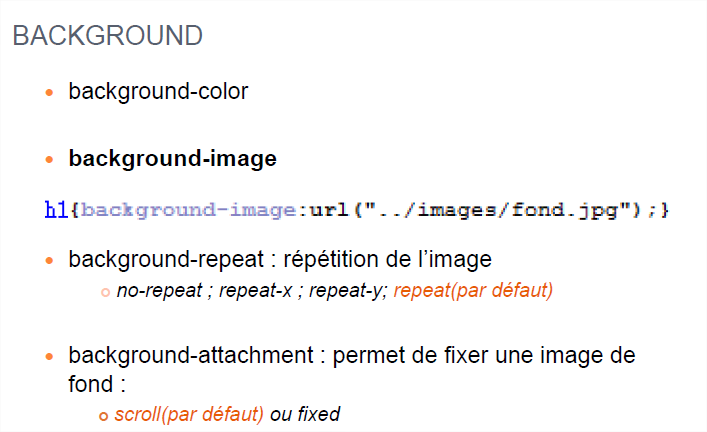 BACKGROUND
• background-color
• background-image
h1{background-image:url("../images/fond.jpg");}
• background-repeat : répétition de l’image
○ no-repeat ; repeat-x ; repeat-y; repeat(par défaut)
• background-attachment : permet de fixer une image de
fond :
○ scroll(par défaut) ou fixed